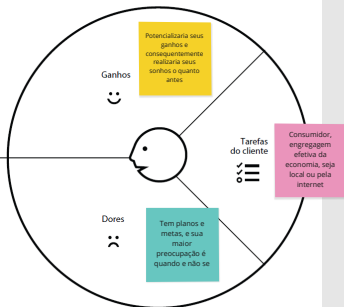 Potencializaria seus
ganhos e
consequentemente
realizaria seus
sonhos o quanto
antes
Ganhos
Tarefas
do cliente
Consumidor,
engregagem
efetiva da
economia, seja
local ou pela
internet
Dores
Tem planos e
metas, e sua
maior
preocupação é
quando e não se